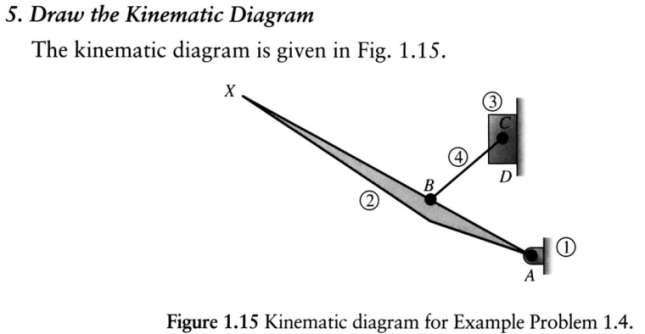 5. Draw the Kinematic Diagram
The kinematic diagram is given in Fig. 1.15.
X
③
C
④
D
B
②
①
A
Figure 1.15 Kinematic diagram for Example Problem 1.4.